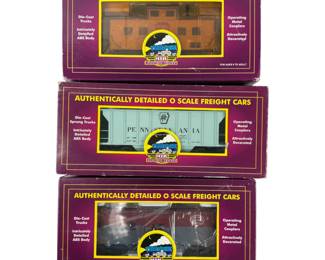 Die-Cast
Trucks
Intricately
Detailed
ABS Body
Operating
Metal
Couplers
Attractively
Decorated
MTH
AUTHENTICALLY DETAILED O SCALE FREIGHT CARS
Die-Cast
Sprung Trucks
Intricately
Detailed
ABS Body
PENNSYLVANIA
Operating
Metal
Couplers
Attractively
Decorated
MTH
AUTHENTICALLY DETAILED O SCALE FREIGHT CARS
Die-Cast
Trucks
Intricately
Detailed
ABS Body
Operating
Metal
Couplers
Attractively
Decorated